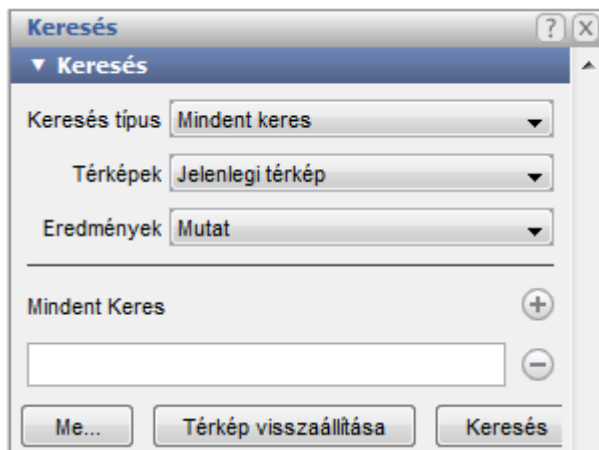 Keresés
Keresés
Keresés típus Mindent keres
Térképek Jelenlegi térkép
Eredmények Mutat
Mindent Keres
Me... Térkép visszaállítása Keresés